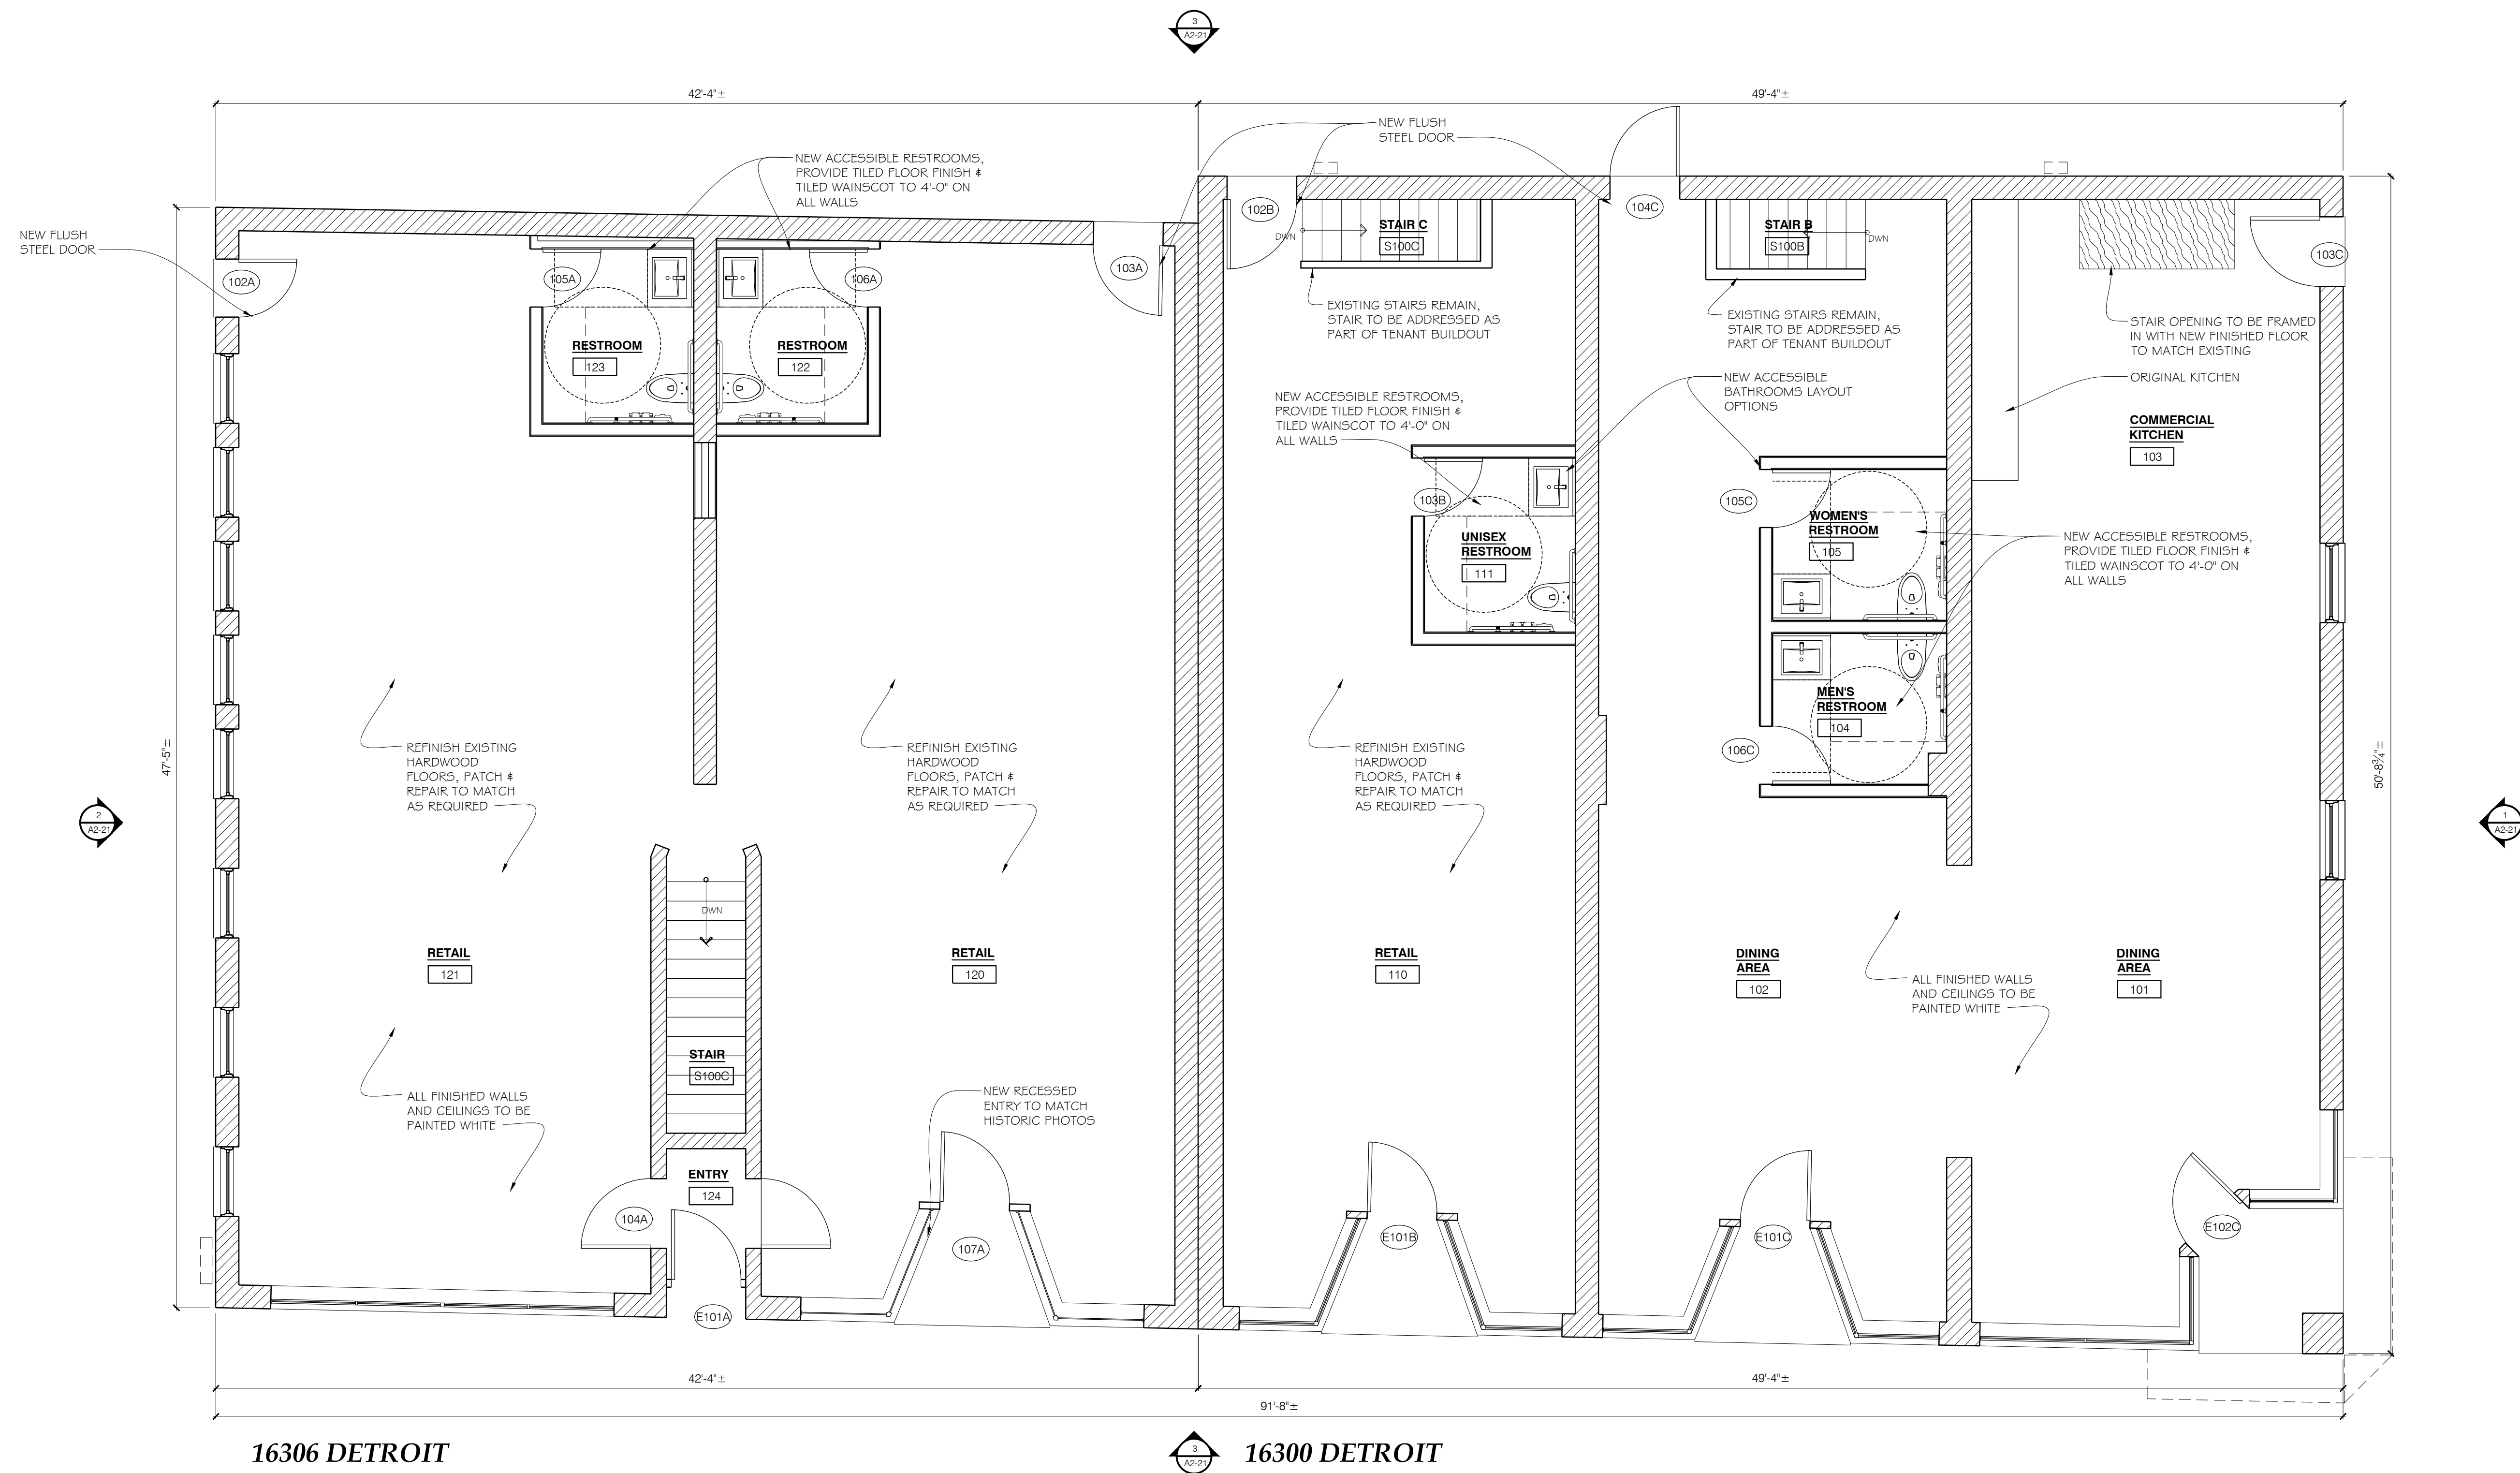 3
A2-21
42'-4"±
49'-4"±
NEW FLUSH
STEEL DOOR
NEW ACCESSIBLE RESTROOMS,
PROVIDE TILED FLOOR FINISH &
TILED WAINSCOT TO 4'-0" ON
ALL WALLS
NEW FLUSH
STEEL DOOR
102A
105A
106A
103A
102B
DWN
STAIR C
S100C
104C
STAIR B
S100B
DWN
103C
EXISTING STAIRS REMAIN,
STAIR TO BE ADDRESSED AS
PART OF TENANT BUILDOUT
EXISTING STAIRS REMAIN,
STAIR TO BE ADDRESSED AS
PART OF TENANT BUILDOUT
STAIR OPENING TO BE FRAMED
IN WITH NEW FINISHED FLOOR
TO MATCH EXISTING
ORIGINAL KITCHEN
RESTROOM
123
RESTROOM
122
NEW ACCESSIBLE
BATHROOMS LAYOUT
OPTIONS
NEW ACCESSIBLE RESTROOMS,
PROVIDE TILED FLOOR FINISH &
TILED WAINSCOT TO 4'-0" ON
ALL WALLS
COMMERCIAL
KITCHEN
103
103B
105C
UNISEX
RESTROOM
111
WOMEN'S
RESTROOM
105
NEW ACCESSIBLE RESTROOMS,
PROVIDE TILED FLOOR FINISH &
TILED WAINSCOT TO 4'-0" ON
ALL WALLS
MEN'S
RESTROOM
104
106C
47'-5"±
50'-8¾"±
REFINISH EXISTING
HARDWOOD
FLOORS, PATCH &
REPAIR TO MATCH
AS REQUIRED
REFINISH EXISTING
HARDWOOD
FLOORS, PATCH &
REPAIR TO MATCH
AS REQUIRED
REFINISH EXISTING
HARDWOOD
FLOORS, PATCH &
REPAIR TO MATCH
AS REQUIRED
2
A2-21
1
A2-21
DWN
RETAIL
121
RETAIL
120
RETAIL
110
DINING
AREA
102
DINING
AREA
101
ALL FINISHED WALLS
AND CEILINGS TO BE
PAINTED WHITE
STAIR
S100C
ALL FINISHED WALLS
AND CEILINGS TO BE
PAINTED WHITE
NEW RECESSED
ENTRY TO MATCH
HISTORIC PHOTOS
ENTRY
124
104A
107A
E101B
E101C
E102C
E101A
42'-4"±
49'-4"±
91'-8"±
16306 DETROIT
3
A2-21
16300 DETROIT